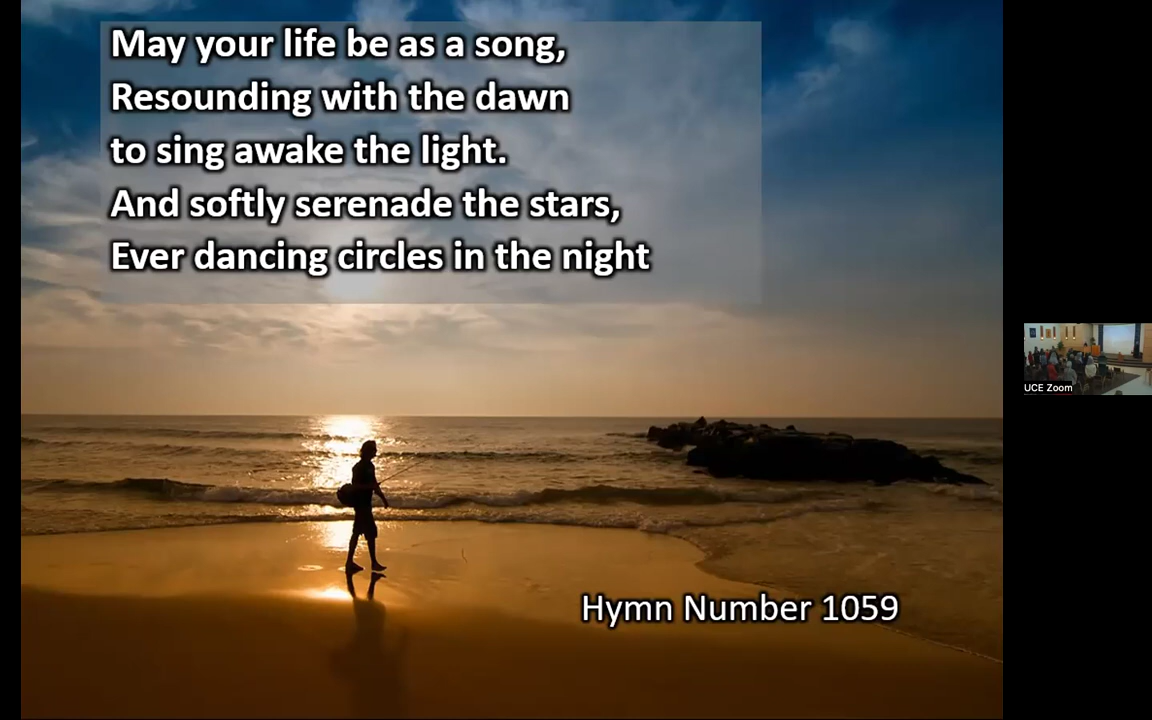 May your life be as a song,
Resounding with the dawn
to sing awake the light.
And softly serenade the stars,
Ever dancing circles in the night
Hymn Number 1059
UCE Zoom